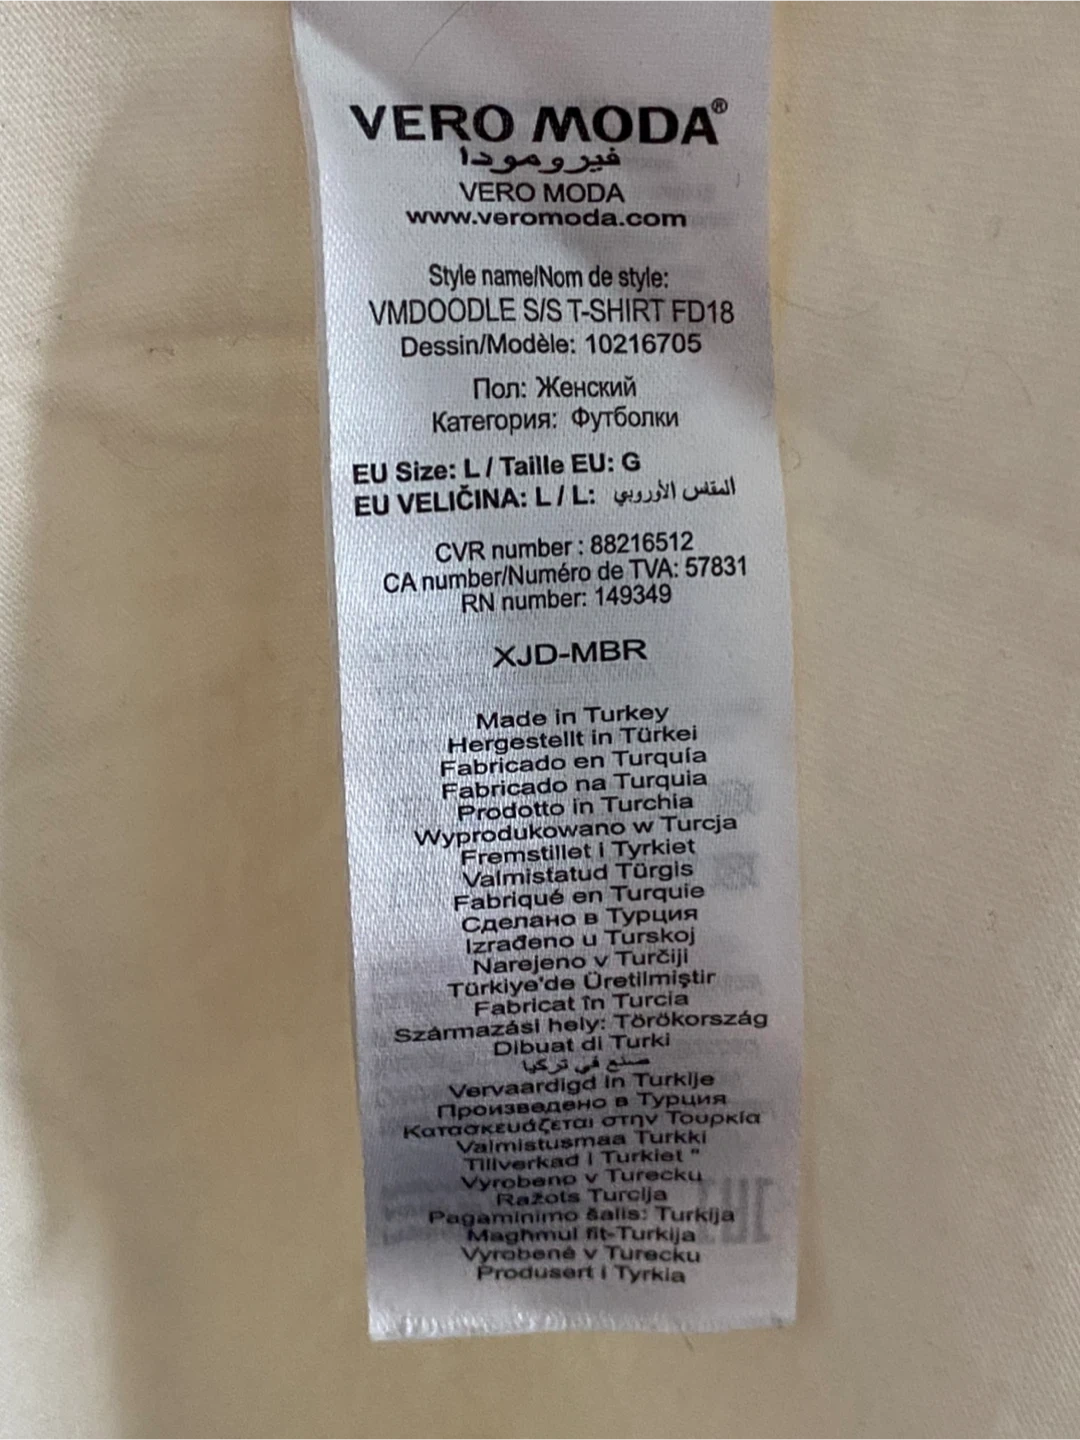 VERO MODA®
فيرومودا
VERO MODA
www.veromoda.com
Style name/Nom de style:
VMDOODLE S/S T-SHIRT FD18
Dessin/Modèle: 10216705
Пол: Женский
Категория: Футболки
EU Size: L / Taille EU: G
EU VELIČINA: L / L: المقاس الأوروبي
CVR number : 88216512
CA number/Numéro de TVA: 57831
RN number: 149349
XJD-MBR
Made in Turkey
Hergestellt in Türkei
Fabricado en Turquía
Fabricado na Turquia
Prodotto in Turchia
Wyprodukowano w Turcja
Fremstillet i Tyrkiet
Valmistatud Türgis
Fabriqué en Turquie
Сделано в Турция
Izrađeno u Turskoj
Narejeno v Turčiji
Türkiye'de Üretilmiştir
Fabricat în Turcia
Származási hely: Törökország
Dibuat di Turki
صنع في تركيا
Vervaardigd in Turkije
Произведено в Турция
Κατασκευάζεται στην Τουρκία
Valmistusmaa Turkki
Tillverkad i Turkiet "
Vyrobeno v Turecku
Ražots Turcija
Pagaminimo šalis: Turkija
Maghmul fit-Turkija
Vyrobené v Turecku
Produsert i Tyrkia